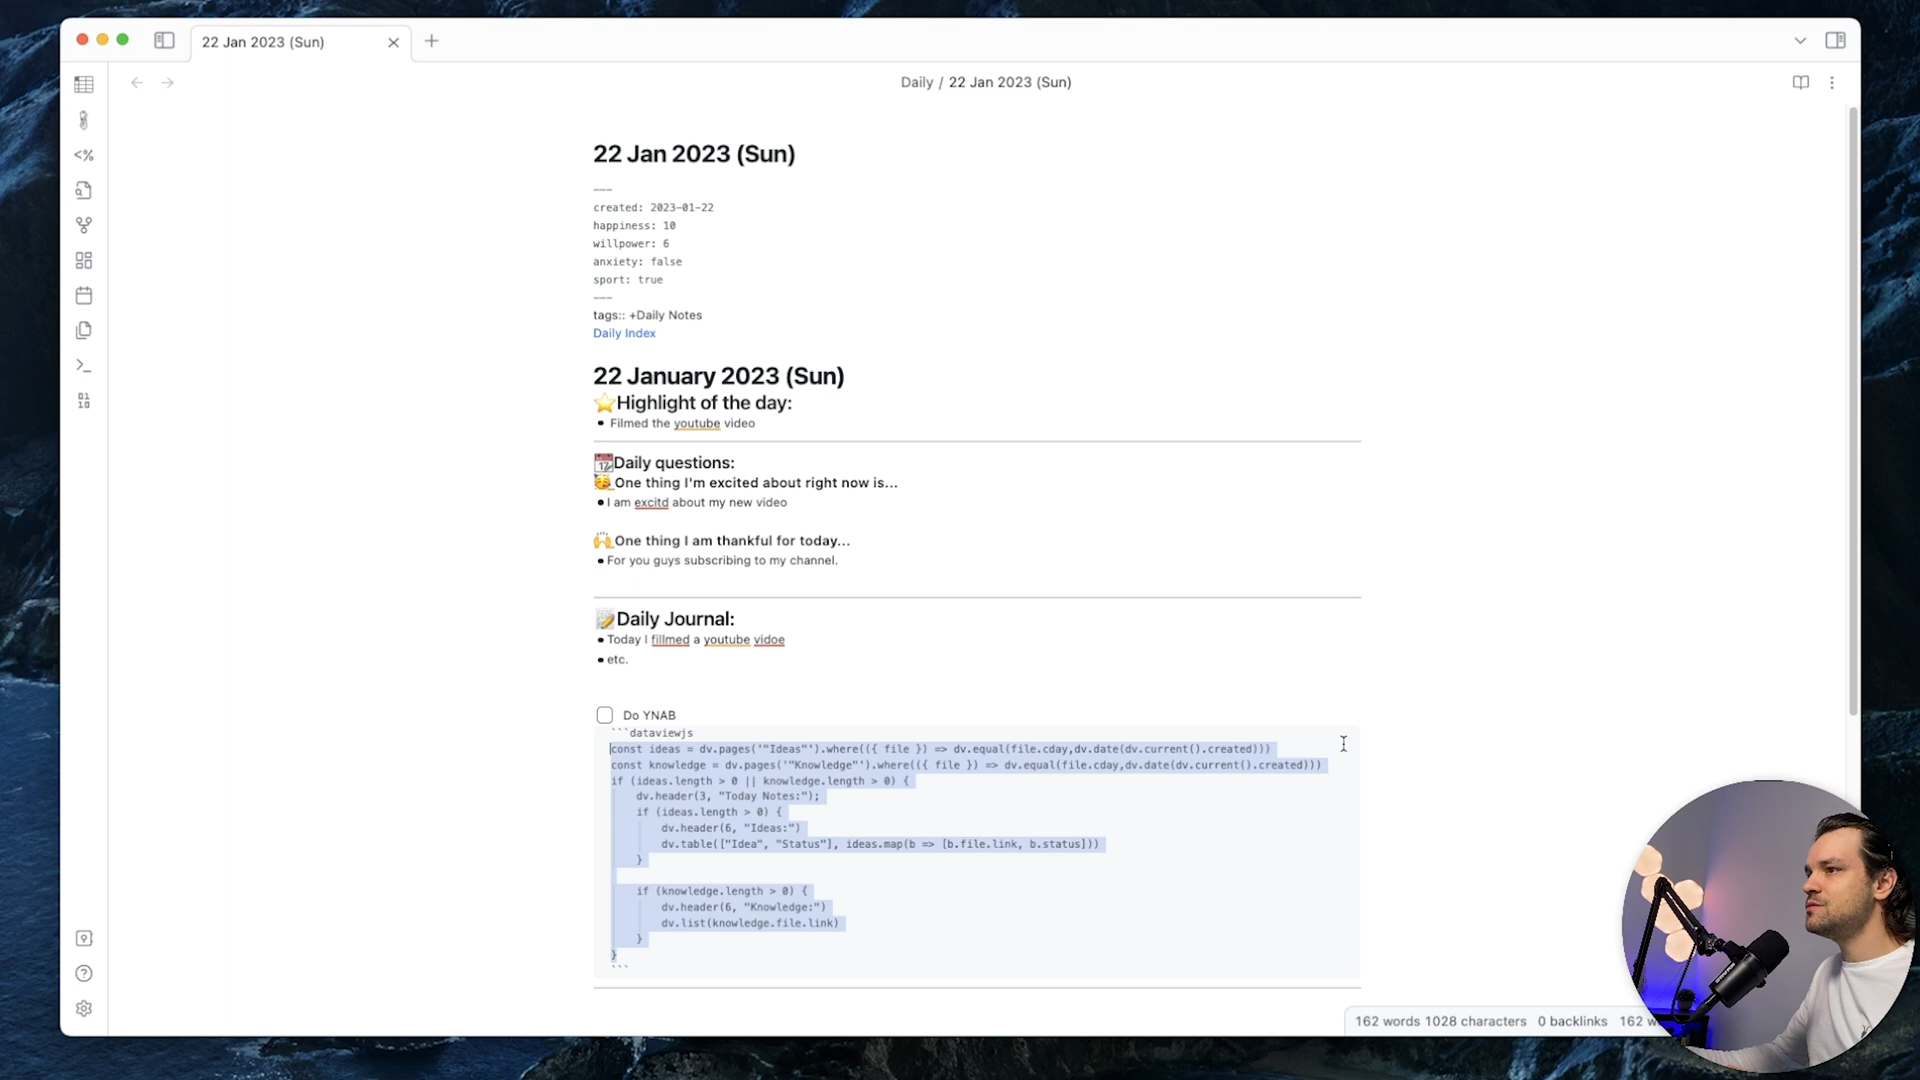 22 Jan 2023 (Sun)
Daily / 22 Jan 2023 (Sun)
22 Jan 2023 (Sun)
---
created: 2023-01-22
happiness: 10
willpower: 6
anxiety: false
sport: true
---
tags:: +Daily Notes
Daily Index
22 January 2023 (Sun)
⭐Highlight of the day:
• Filmed the youtube video
📆Daily questions:
🥳One thing I'm excited about right now is...
• I am excitd about my new video
🙌One thing I am thankful for today...
• For you guys subscribing to my channel.
📝Daily Journal:
• Today I fillmed a youtube vidoe
• etc.
Do YNAB
```dataviewjs
const ideas = dv.pages('"Ideas"').where(({ file }) => dv.equal(file.cday,dv.date(dv.current().created)))
const knowledge = dv.pages('"Knowledge"').where(({ file }) => dv.equal(file.cday,dv.date(dv.current().created)))
if (ideas.length > 0 || knowledge.length > 0) {
    dv.header(3, "Today Notes:");
    if (ideas.length > 0) {
        dv.header(6, "Ideas:")
        dv.table(["Idea", "Status"], ideas.map(b => [b.file.link, b.status]))
    }
    if (knowledge.length > 0) {
        dv.header(6, "Knowledge:")
        dv.list(knowledge.file.link)
    }
}
```
162 words 1028 characters 0 backlinks 162